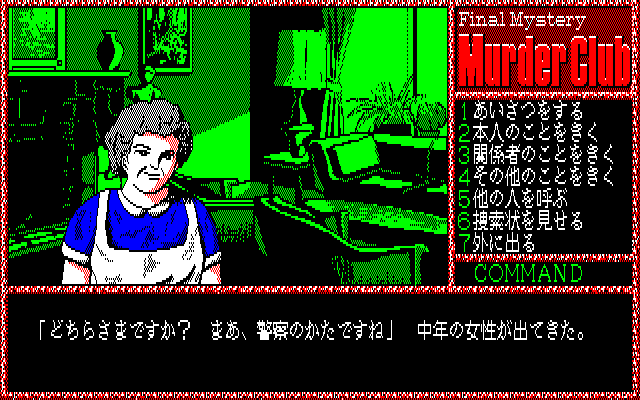 Final Mystery
Murder Club
1 あいさつをする
2 本人のことをきく
3 関係者のことをきく
4 その他のことをきく
5 他の人を呼ぶ
6 捜索状を見せる
7 外に出る
COMMAND
「どちらさまですか？　まあ、警察のかたですね」　中年の女性が出てきた。